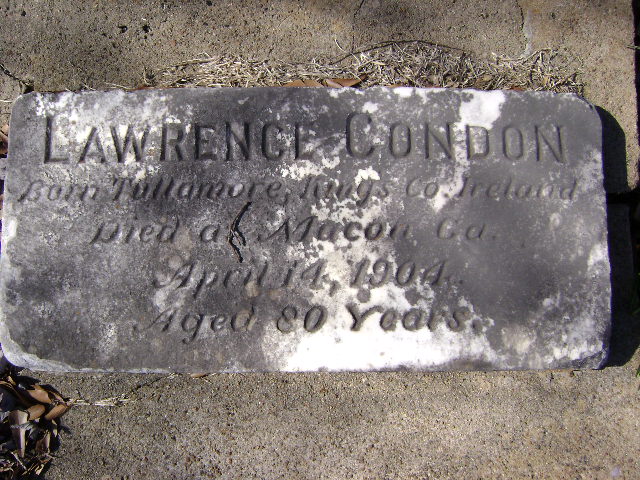 LAWRENCE CONDON
Born Tullamore, Kings Co. Ireland
Died at Macon Ga.
April 14, 1904.
Aged 80 Years.